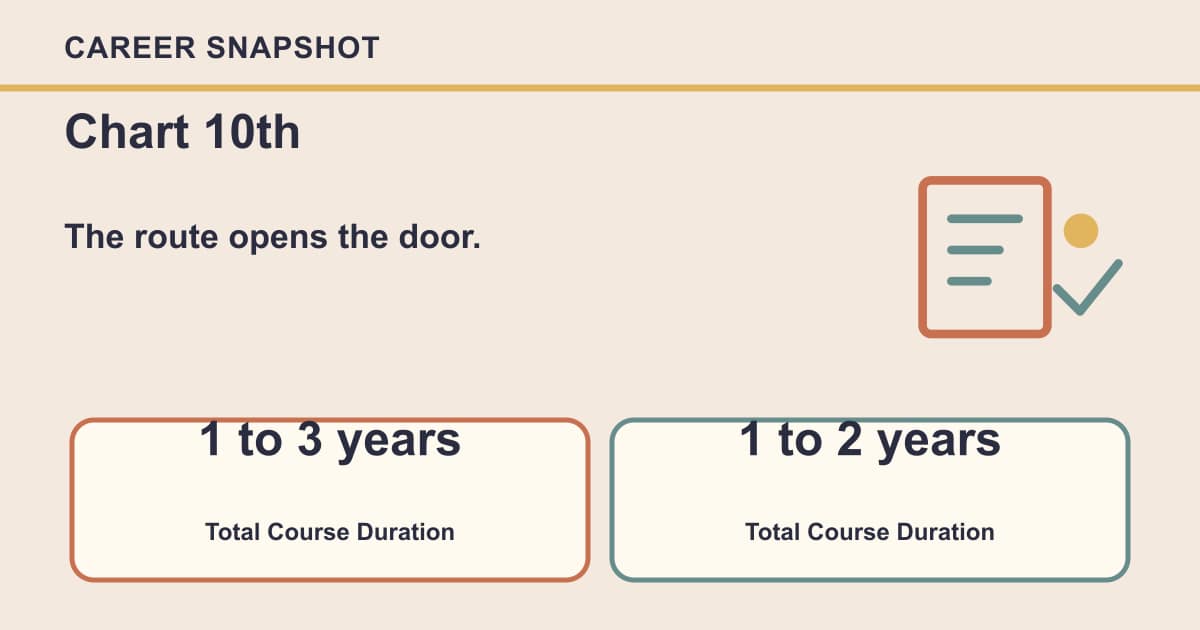 CAREER SNAPSHOT
Chart 10th
The route opens the door.
1 to 3 years
Total Course Duration
1 to 2 years
Total Course Duration